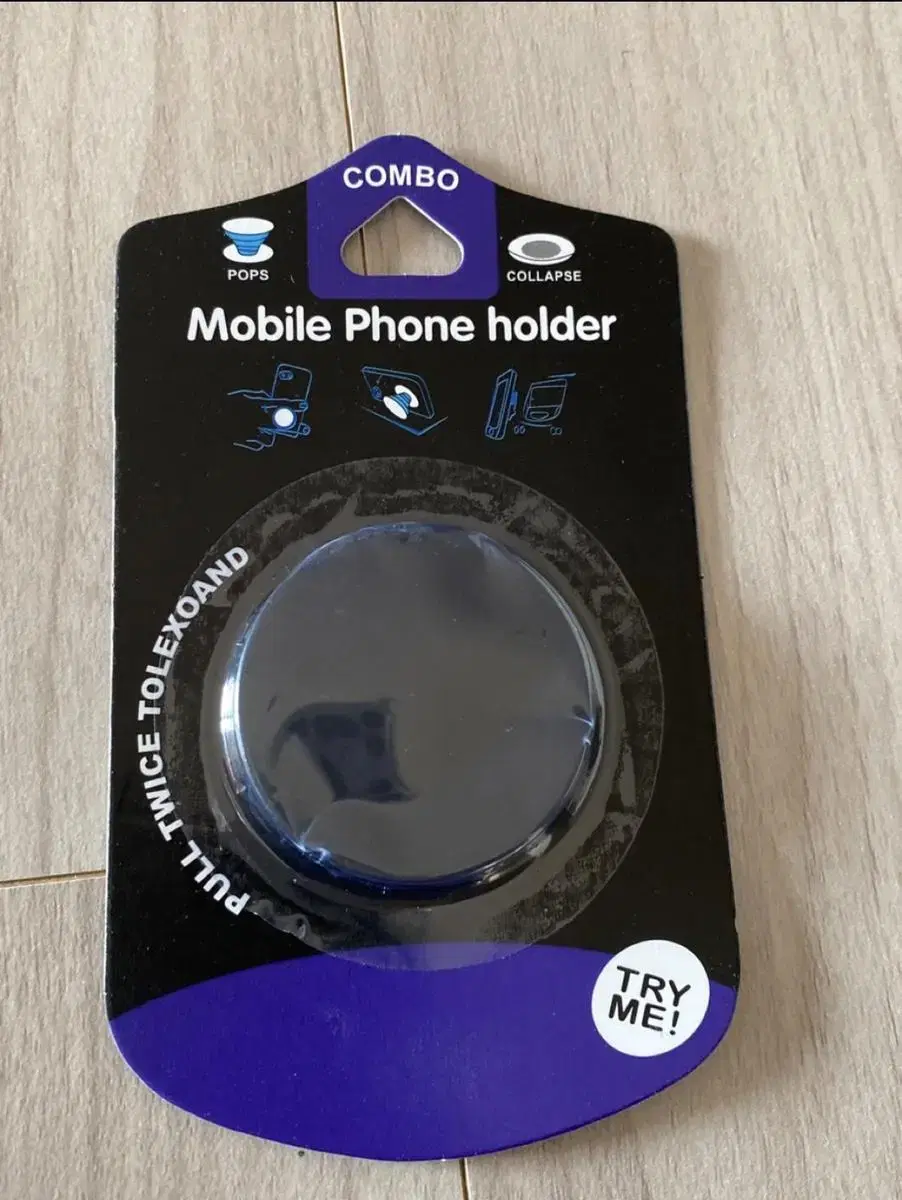 COMBO
POPS
COLLAPSE
Mobile Phone holder
PULL TWICE TOLEXOAND
TRY
ME!